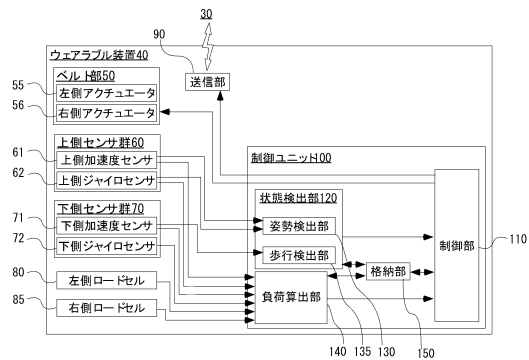 30
ウェアラブル装置40
90
ベルト部50
送信部
55
左側アクチュエータ
56
右側アクチュエータ
上側センサ群60
61
上側加速度センサ
62
上側ジャイロセンサ
制御ユニット100
状態検出部120
姿勢検出部
下側センサ群70
71
下側加速度センサ
72
下側ジャイロセンサ
歩行検出部
制御部
110
80
左側ロードセル
85
右側ロードセル
負荷算出部
格納部
140
135
130
150